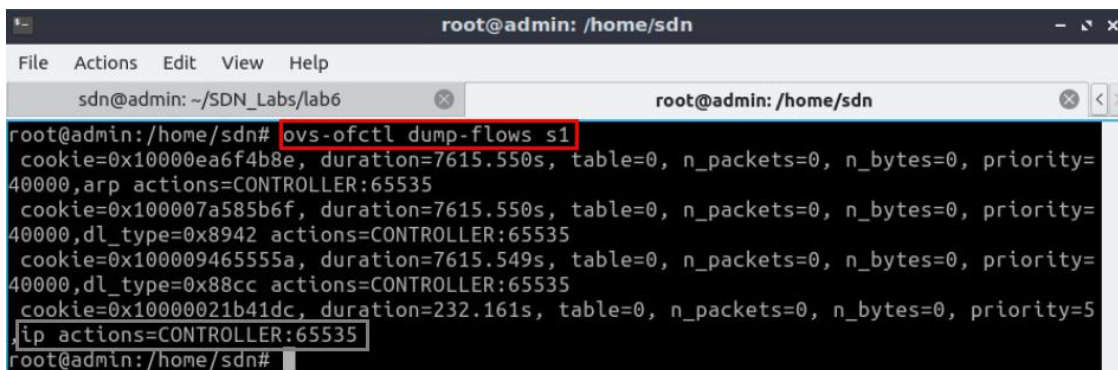 root@admin: /home/sdn
File Actions Edit View Help
sdn@admin: ~/SDN_Labs/lab6
root@admin: /home/sdn
root@admin:/home/sdn# ovs-ofctl dump-flows s1
cookie=0x10000ea6f4b8e, duration=7615.550s, table=0, n_packets=0, n_bytes=0, priority=
40000,arp actions=CONTROLLER:65535
cookie=0x100007a585b6f, duration=7615.550s, table=0, n_packets=0, n_bytes=0, priority=
40000,dl_type=0x8942 actions=CONTROLLER:65535
cookie=0x100009465555a, duration=7615.549s, table=0, n_packets=0, n_bytes=0, priority=
40000,dl_type=0x88cc actions=CONTROLLER:65535
cookie=0x10000021b41dc, duration=232.161s, table=0, n_packets=0, n_bytes=0, priority=5
,ip actions=CONTROLLER:65535
root@admin:/home/sdn#